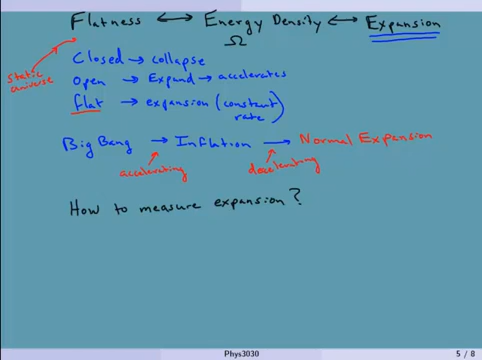 Flatness ↔ Energy Density ↔ Expansion
Ω
Static universe
Closed → collapse
Open → Expand → accelerates
flat → expansion (constant rate)
Big Bang → Inflation → Normal Expansion
accelerating
decelerating
How to measure expansion?
Phys3030
5 / 8